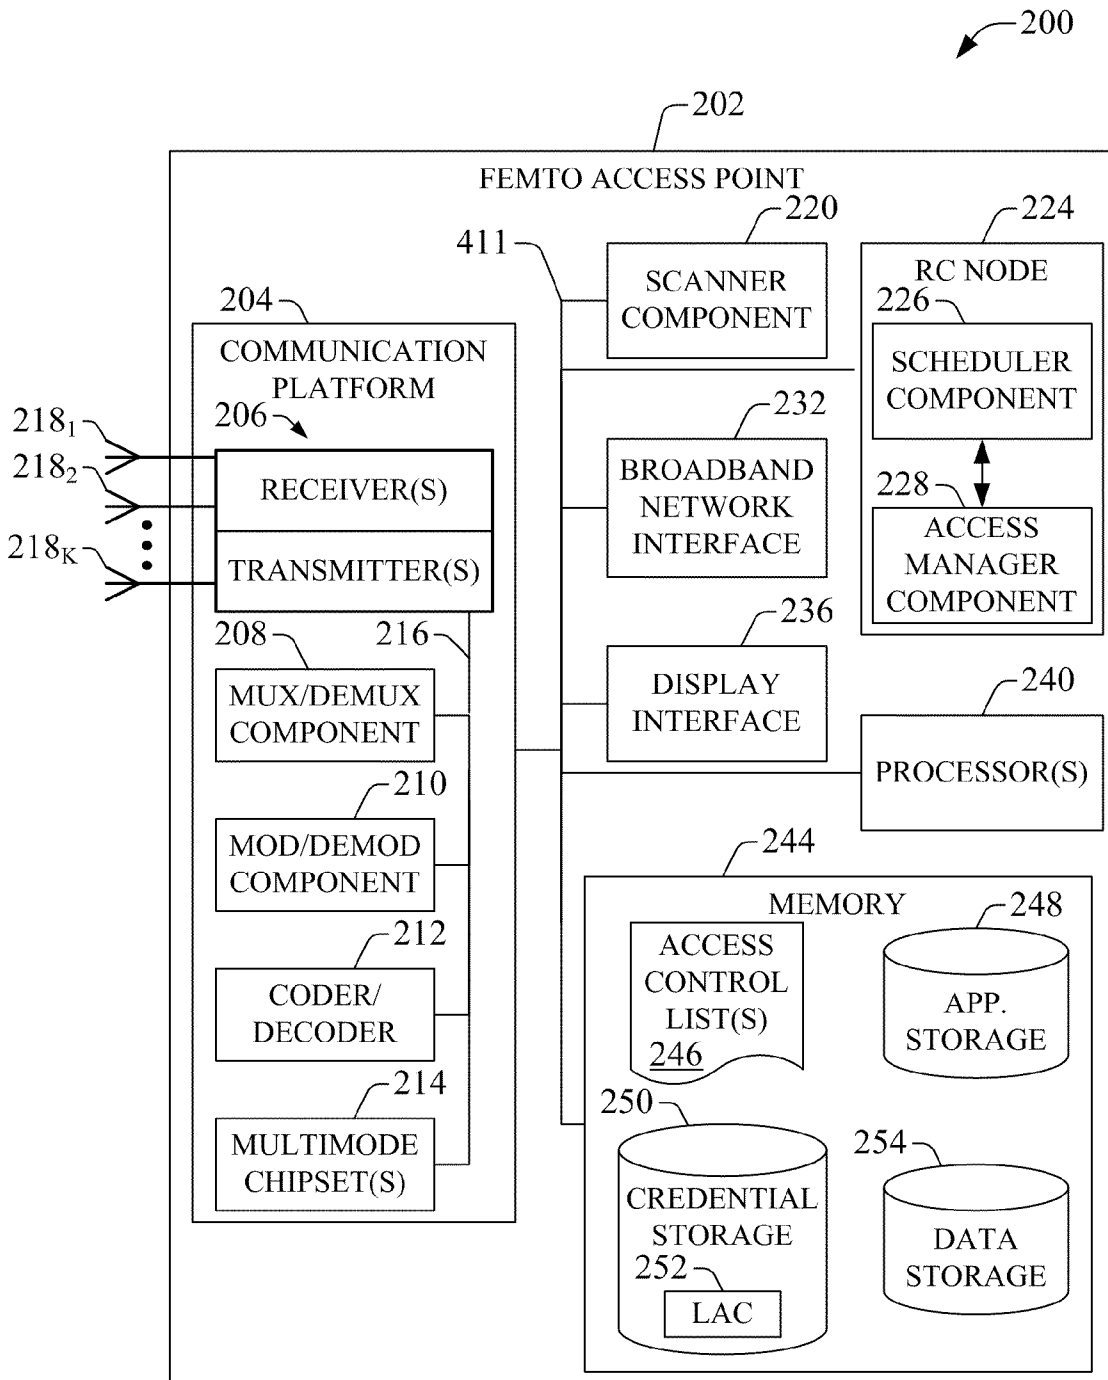 200
202
FEMTO ACCESS POINT
220
224
411
SCANNER
COMPONENT
RC NODE
204
226
COMMUNICATION
PLATFORM
SCHEDULER
COMPONENT
206
232
218₁
RECEIVER(S)
BROADBAND
NETWORK
INTERFACE
218₂
228
218K
TRANSMITTER(S)
ACCESS
MANAGER
COMPONENT
208
216
236
MUX/DEMUX
COMPONENT
DISPLAY
INTERFACE
240
PROCESSOR(S)
210
MOD/DEMOD
COMPONENT
244
MEMORY
248
212
ACCESS
CONTROL
LIST(S)
246
CODER/
DECODER
APP.
STORAGE
214
250
MULTIMODE
CHIPSET(S)
254
CREDENTIAL
STORAGE
252
LAC
DATA
STORAGE